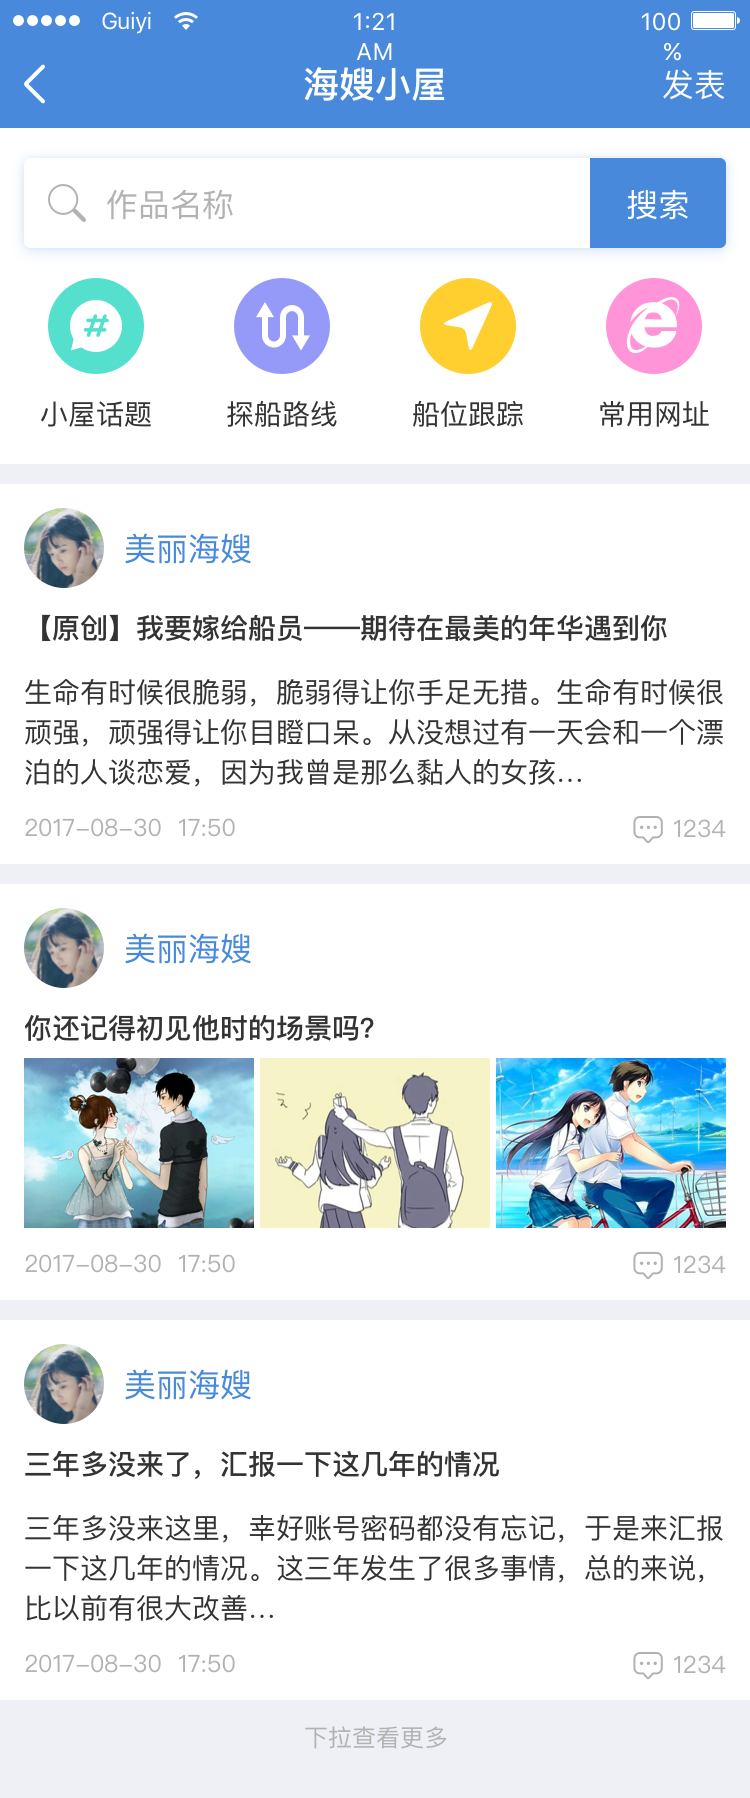 Guiyi
1:21
AM
100
%
海嫂小屋
发表
作品名称
搜索
小屋话题
探船路线
船位跟踪
常用网址
美丽海嫂
【原创】我要嫁给船员——期待在最美的年华遇到你
生命有时候很脆弱，脆弱得让你手足无措。生命有时候很
顽强，顽强得让你目瞪口呆。从没想过有一天会和一个漂
泊的人谈恋爱，因为我曾是那么黏人的女孩...
2017-08-30 17:50
1234
美丽海嫂
你还记得初见他时的场景吗?
2017-08-30 17:50
1234
美丽海嫂
三年多没来了，汇报一下这几年的情况
三年多没来这里，幸好账号密码都没有忘记，于是来汇报
一下这几年的情况。这三年发生了很多事情，总的来说，
比以前有很大改善...
2017-08-30 17:50
1234
下拉查看更多